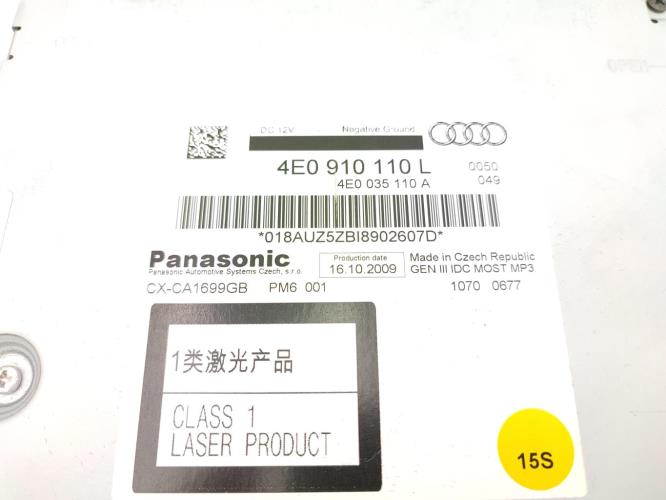 DC 12V Negative Ground
4E0 910 110 L 0050
4E0 035 110 A 049
*018AUZ5ZBI8902607D*
Panasonic
Panasonic Automotive Systems Czech, s.r.o.
Production date
16.10.2009
Made in Czech Republic
GEN III IDC MOST MP3
CX-CA1699GB PM6 001 1070 0677
1类激光产品
CLASS 1
LASER PRODUCT
15S